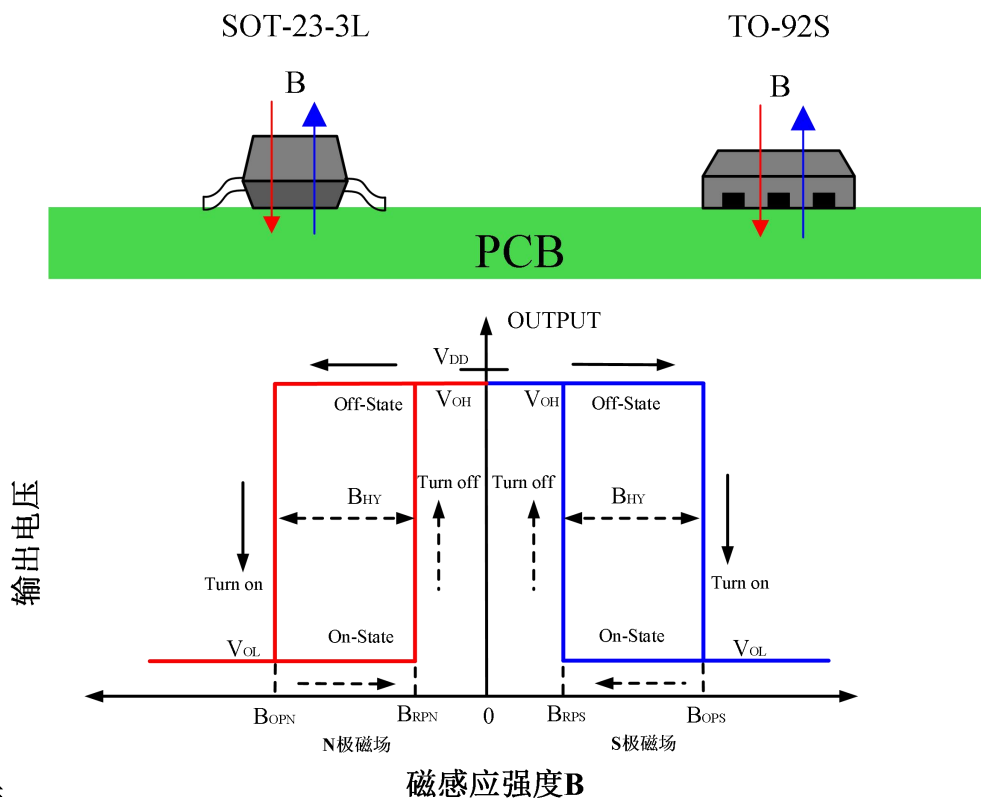 SOT-23-3L
TO-92S
B
B
PCB
OUTPUT
VDD
Off-State
VOH
VOH
Off-State
Turn off
Turn off
BHY
BHY
输出电压
Turn on
Turn on
On-State
On-State
VOL
VOL
BOPN
BRPN
0
BRPS
BOPS
N极磁场
S极磁场
磁感应强度B